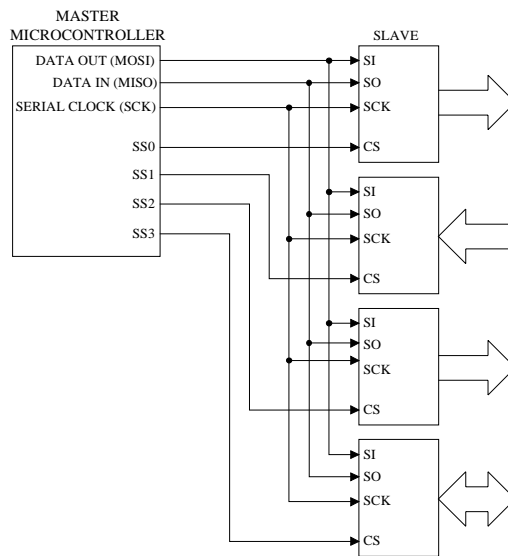 MASTER
MICROCONTROLLER
SLAVE
DATA OUT (MOSI)
DATA IN (MISO)
SERIAL CLOCK (SCK)
SS0
SS1
SS2
SS3
SI
SO
SCK
CS
SI
SO
SCK
CS
SI
SO
SCK
CS
SI
SO
SCK
CS